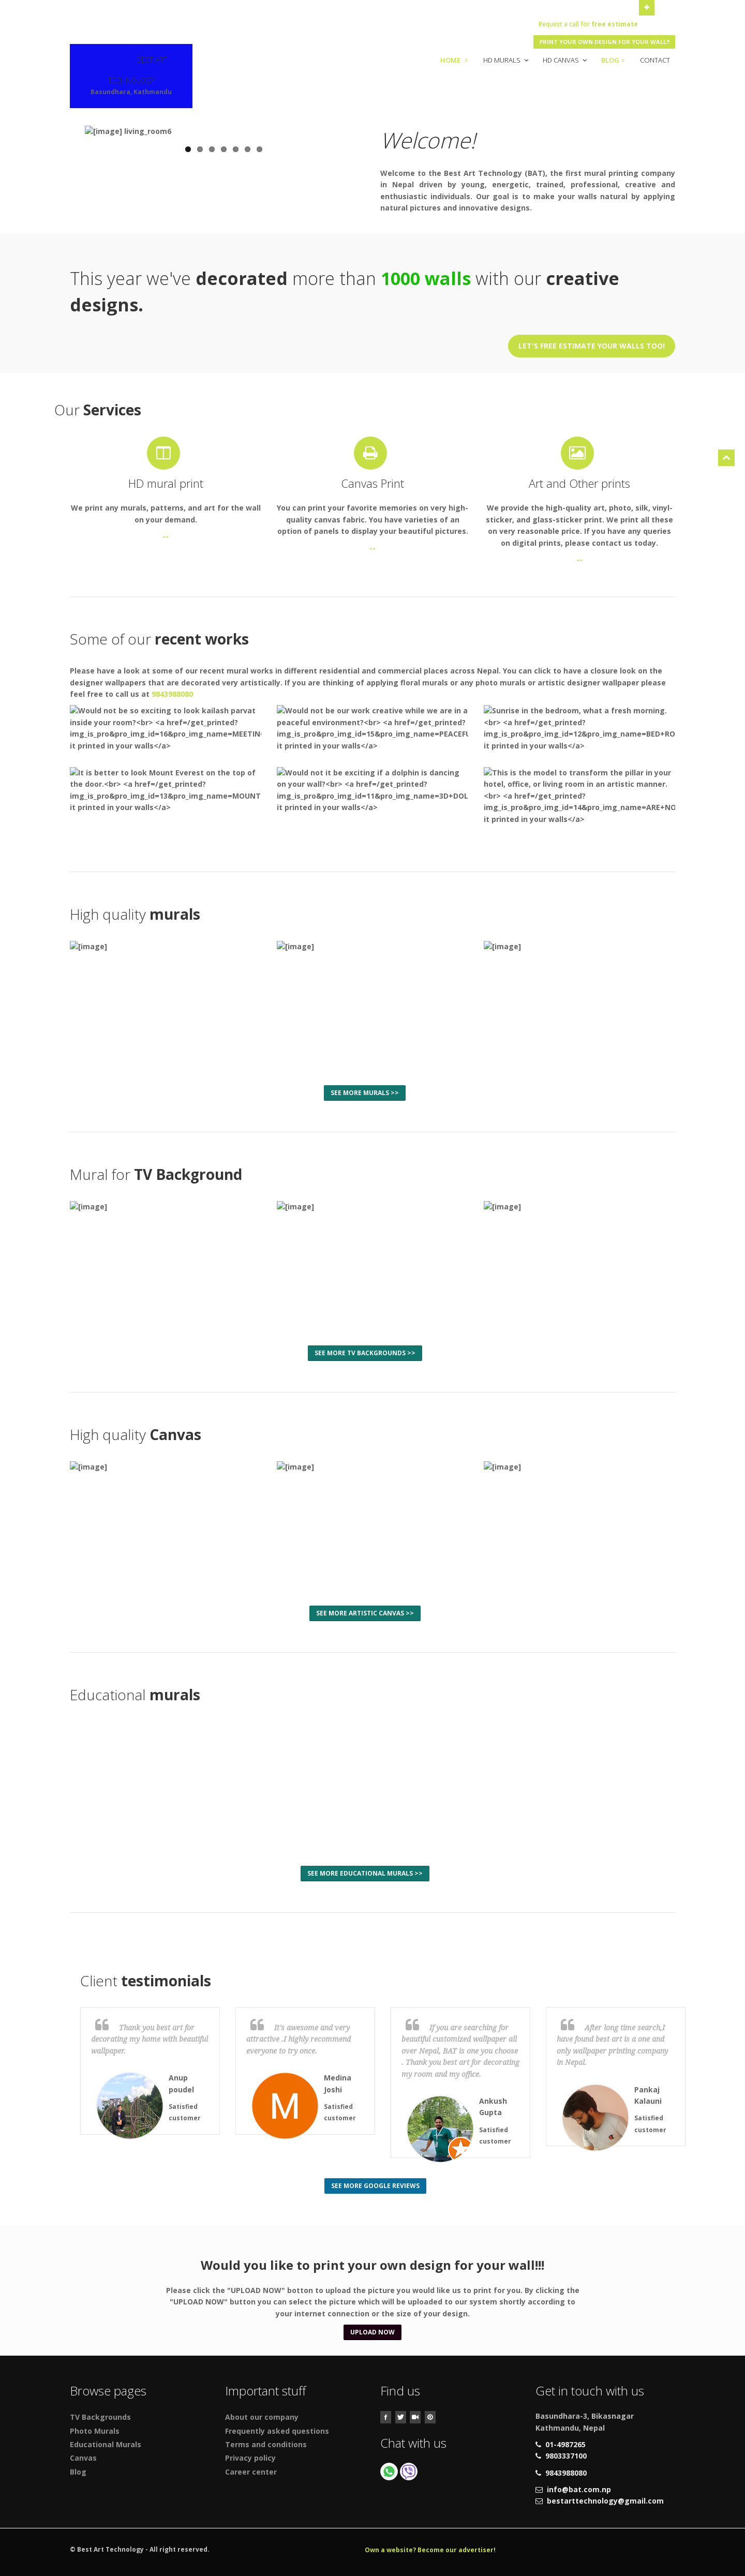 Request a call for free estimate
PRINT YOUR OWN DESIGN FOR YOUR WALL!!
Basundhara, Kathmandu
HOME
HD MURALS
HD CANVAS
BLOG
CONTACT
[image] living_room6
Welcome!
Welcome to the Best Art Technology (BAT), the first mural printing company
in Nepal driven by young, energetic, trained, professional, creative and
enthusiastic individuals. Our goal is to make your walls natural by applying
natural pictures and innovative designs.
This year we've decorated more than 1000 walls with our creative
designs.
LET'S FREE ESTIMATE YOUR WALLS TOO!
Our Services
HD mural print
We print any murals, patterns, and art for the wall
on your demand.
Canvas Print
You can print your favorite memories on very high-
quality canvas fabric. You have varieties of an
option of panels to display your beautiful pictures.
Art and Other prints
We provide the high-quality art, photo, silk, vinyl-
sticker, and glass-sticker print. We print all these
on very reasonable price. If you have any queries
on digital prints, please contact us today.
Some of our recent works
Please have a look at some of our recent mural works in different residential and commercial places across Nepal. You can click to have a closure look on the
designer wallpapers that are decorated very artistically. If you are thinking of applying floral murals or any photo murals or artistic designer wallpaper please
feel free to call us at 9843988080
Would not be so exciting to look kailash parvat
inside your room?<br> <a href=/get_printed?
img_is_pro&pro_img_id=16&pro_img_name=MEETIN
it printed in your walls</a>
Would not be our work creative while we are in a
peaceful environment?<br> <a href=/get_printed?
img_is_pro&pro_img_id=15&pro_img_name=PEACEFU
it printed in your walls</a>
Sunrise in the bedroom, what a fresh morning.
<br> <a href=/get_printed?
img_is_pro&pro_img_id=12&pro_img_name=BED+RO
it printed in your walls</a>
It is better to look Mount Everest on the top of
the door.<br> <a href=/get_printed?
img_is_pro&pro_img_id=13&pro_img_name=MOUNT
it printed in your walls</a>
Would not it be exciting if a dolphin is dancing
on your wall?<br> <a href=/get_printed?
img_is_pro&pro_img_id=11&pro_img_name=3D+DOL
it printed in your walls</a>
This is the model to transform the pillar in your
hotel, office, or living room in an artistic manner.
<br> <a href=/get_printed?
img_is_pro&pro_img_id=14&pro_img_name=ARE+NO
it printed in your walls</a>
High quality murals
[image]
[image]
[image]
SEE MORE MURALS >>
Mural for TV Background
[image]
[image]
[image]
SEE MORE TV BACKGROUNDS >>
High quality Canvas
[image]
[image]
[image]
SEE MORE ARTISTIC CANVAS >>
Educational murals
SEE MORE EDUCATIONAL MURALS >>
Client testimonials
Thank you best art for
decorating my home with beautiful
wallpaper.
Anup
poudel
Satisfied
customer
It's awesome and very
attractive .I highly recommend
everyone to try once.
M
Medina
Joshi
Satisfied
customer
If you are searching for
beautiful customized wallpaper all
over Nepal, BAT is one you choose
. Thank you best art for decorating
my room and my office.
Ankush
Gupta
Satisfied
customer
After long time search,I
have found best art is a one and
only wallpaper printing company
in Nepal.
Pankaj
Kalauni
Satisfied
customer
SEE MORE GOOGLE REVIEWS
Would you like to print your own design for your wall!!!
Please click the "UPLOAD NOW" botton to upload the picture you would like us to print for you. By clicking the
"UPLOAD NOW" button you can select the picture which will be uploaded to our system shortly according to
your internet connection or the size of your design.
UPLOAD NOW
Browse pages
TV Backgrounds
Photo Murals
Educational Murals
Canvas
Blog
Important stuff
About our company
Frequently asked questions
Terms and conditions
Privacy policy
Career center
Find us
Chat with us
Get in touch with us
Basundhara-3, Bikasnagar
Kathmandu, Nepal
01-4987265
9803337100
9843988080
info@bat.com.np
bestarttechnology@gmail.com
© Best Art Technology - All right reserved.
Own a website? Become our advertiser!